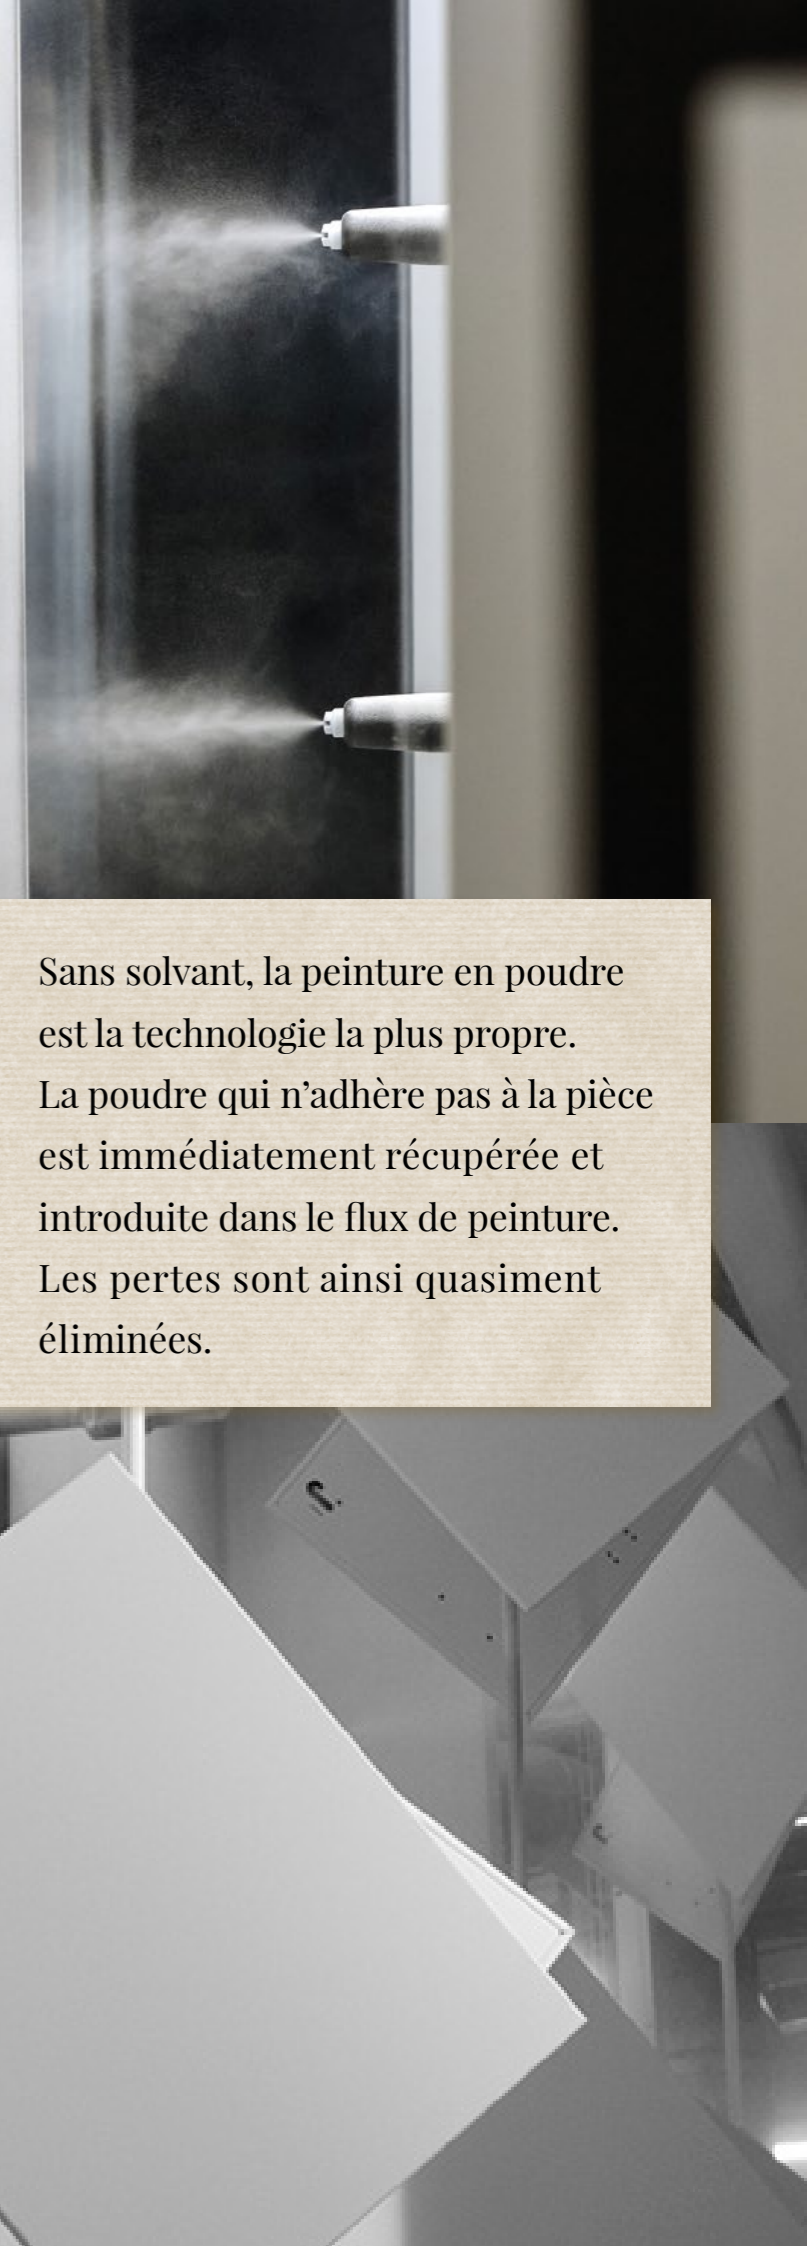 Sans solvant, la peinture en poudre
est la technologie la plus propre.
La poudre qui n’adhère pas à la pièce
est immédiatement récupérée et
introduite dans le flux de peinture.
Les pertes sont ainsi quasiment
éliminées.